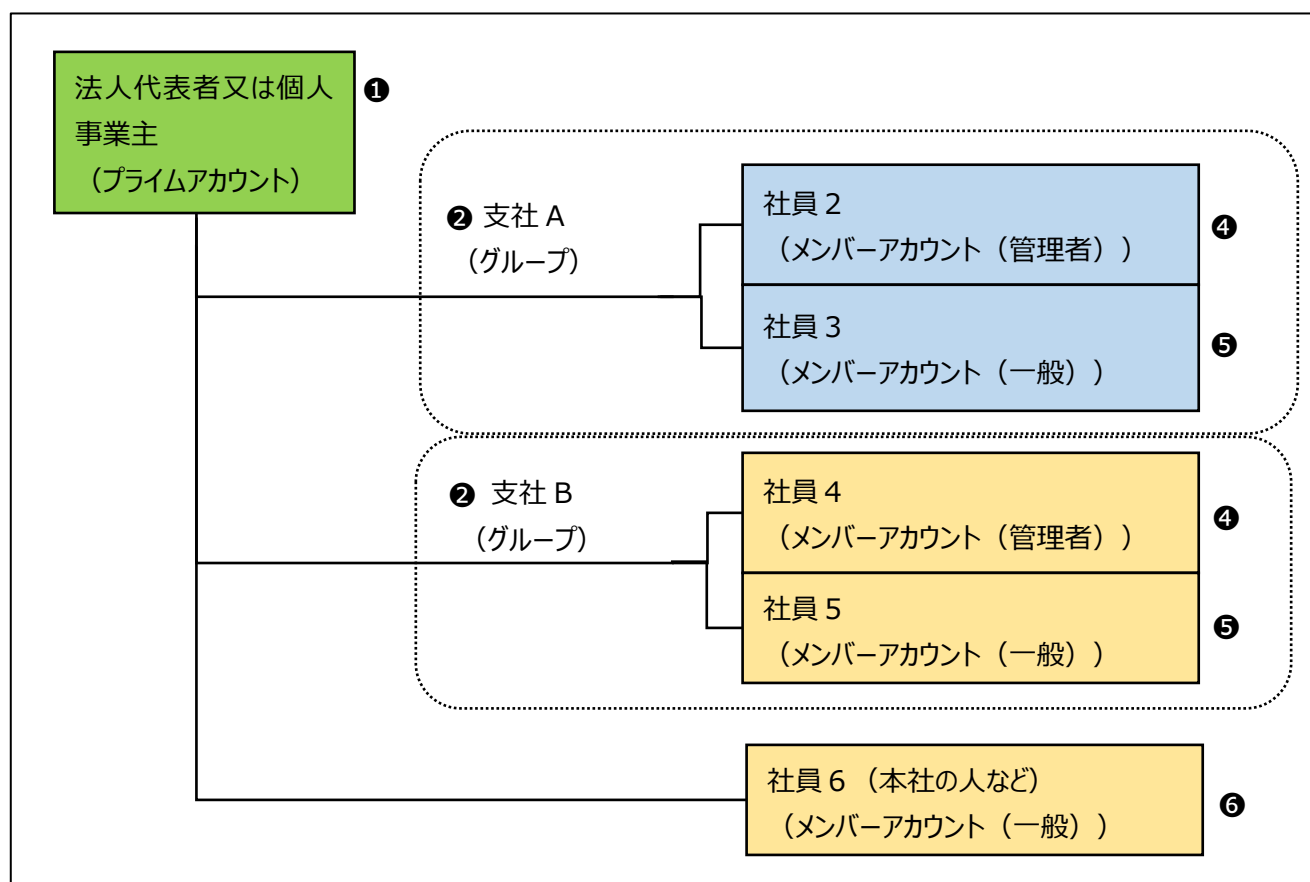 法人代表者又は個人
事業主
（プライムアカウント）
❶
❷ 支社 A
（グループ）
社員２
（メンバーアカウント（管理者））
❹
社員３
（メンバーアカウント（一般））
❺
❷ 支社 B
（グループ）
社員４
（メンバーアカウント（管理者））
❹
社員５
（メンバーアカウント（一般））
❺
社員６（本社の人など）
（メンバーアカウント（一般））
❻